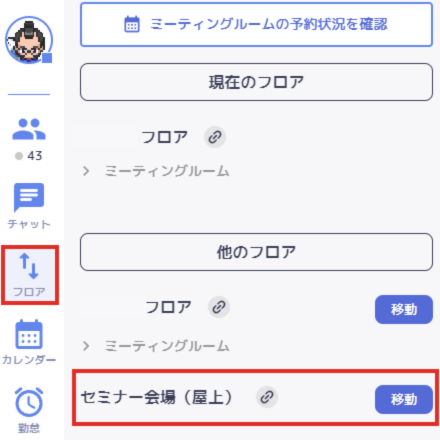 ミーティングルームの予約状況を確認
現在のフロア
フロア
43
ミーティングルーム
チャット
他のフロア
フロア
フロア 移動
ミーティングルーム
カレンダー
セミナー会場（屋上） 移動
勤怠